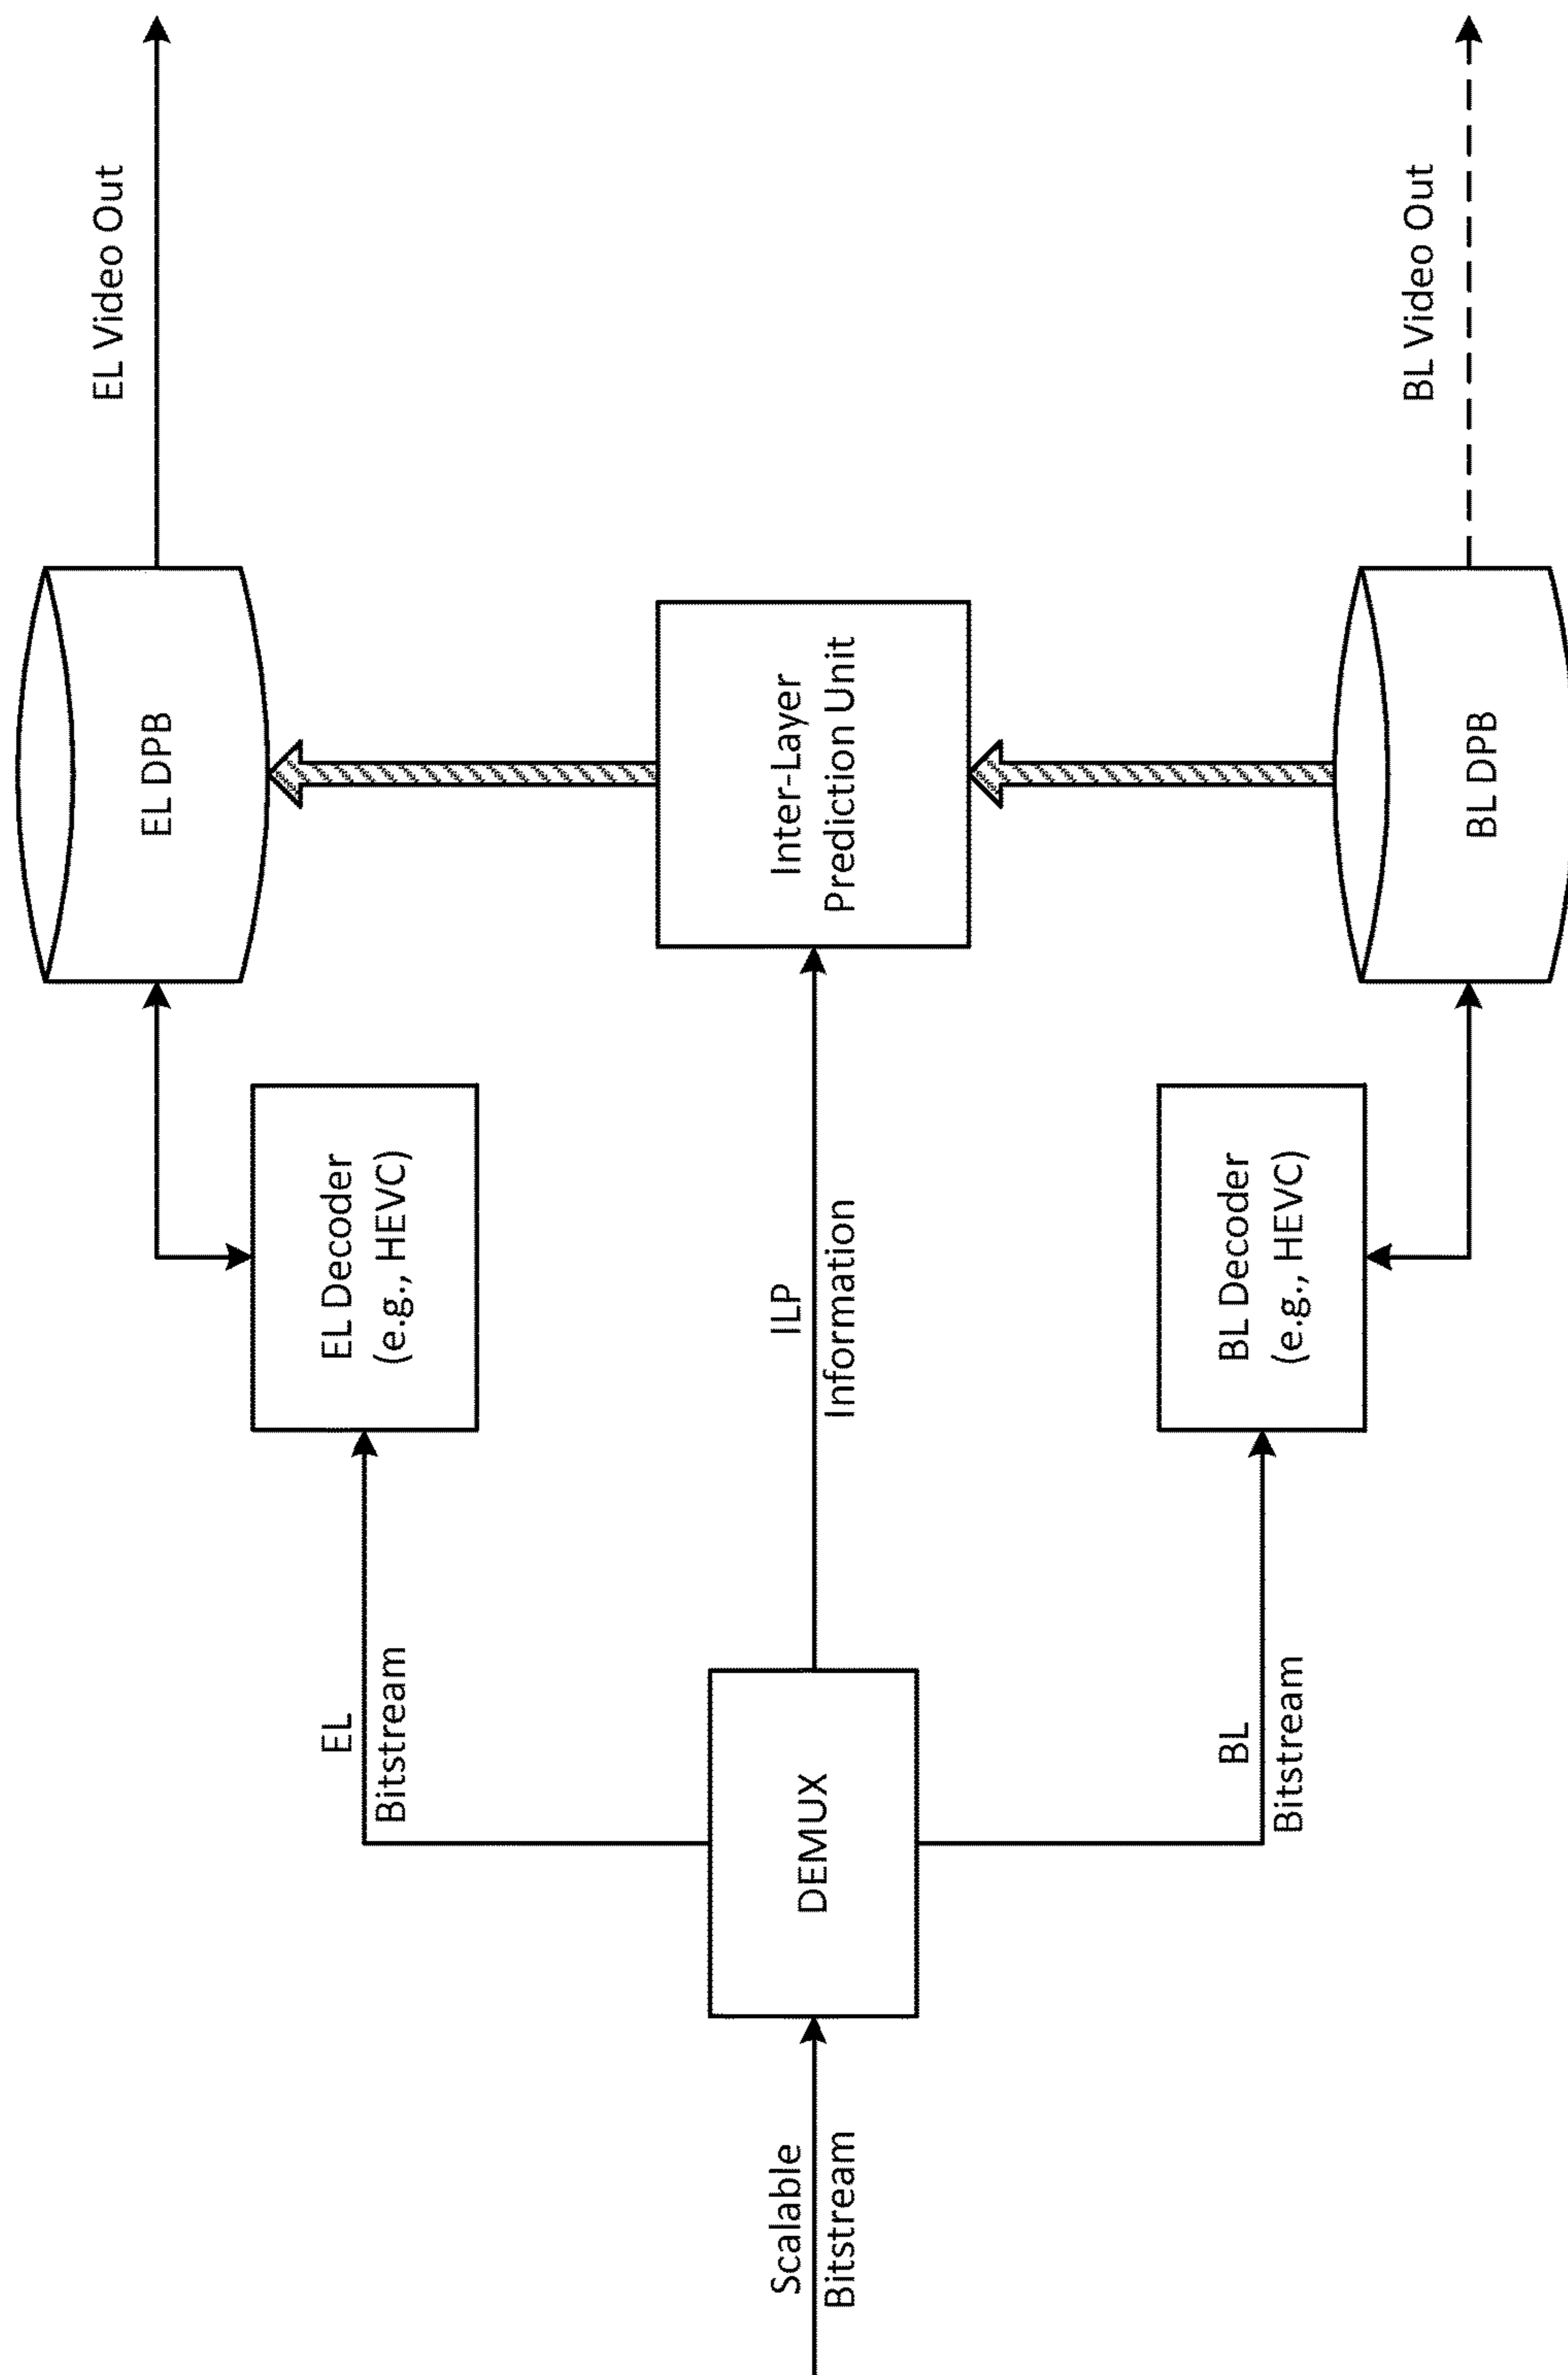 EL Video Out
EL DPB
EL Decoder
(e.g., HEVC)
EL
Bitstream
Scalable
Bitstream
DEMUX
ILP
Information
Inter-Layer
Prediction Unit
BL
Bitstream
BL Decoder
(e.g., HEVC)
BL DPB
BL Video Out